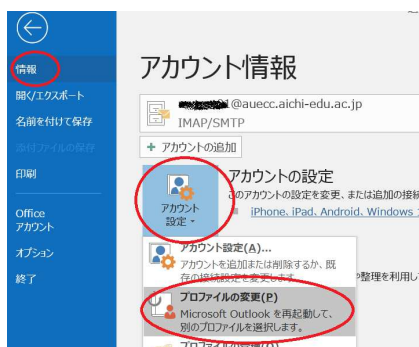 情報
開く/エクスポート
名前を付けて保存
添付ファイルの保存
印刷
Office
アカウント
オプション
終了
アカウント情報
1@auecc.aichi-edu.ac.jp
IMAP/SMTP
+ アカウントの追加
アカウント
設定
アカウントの設定
このアカウントの設定を変更、または追加の接続
iPhone、iPad、Android、Windows
アカウント設定(A)...
アカウントを追加または削除するか、既
存の接続設定を変更します。
や整理を利用し
プロファイルの変更(P)
Microsoft Outlook を再起動して、
別のプロファイルを選択します。